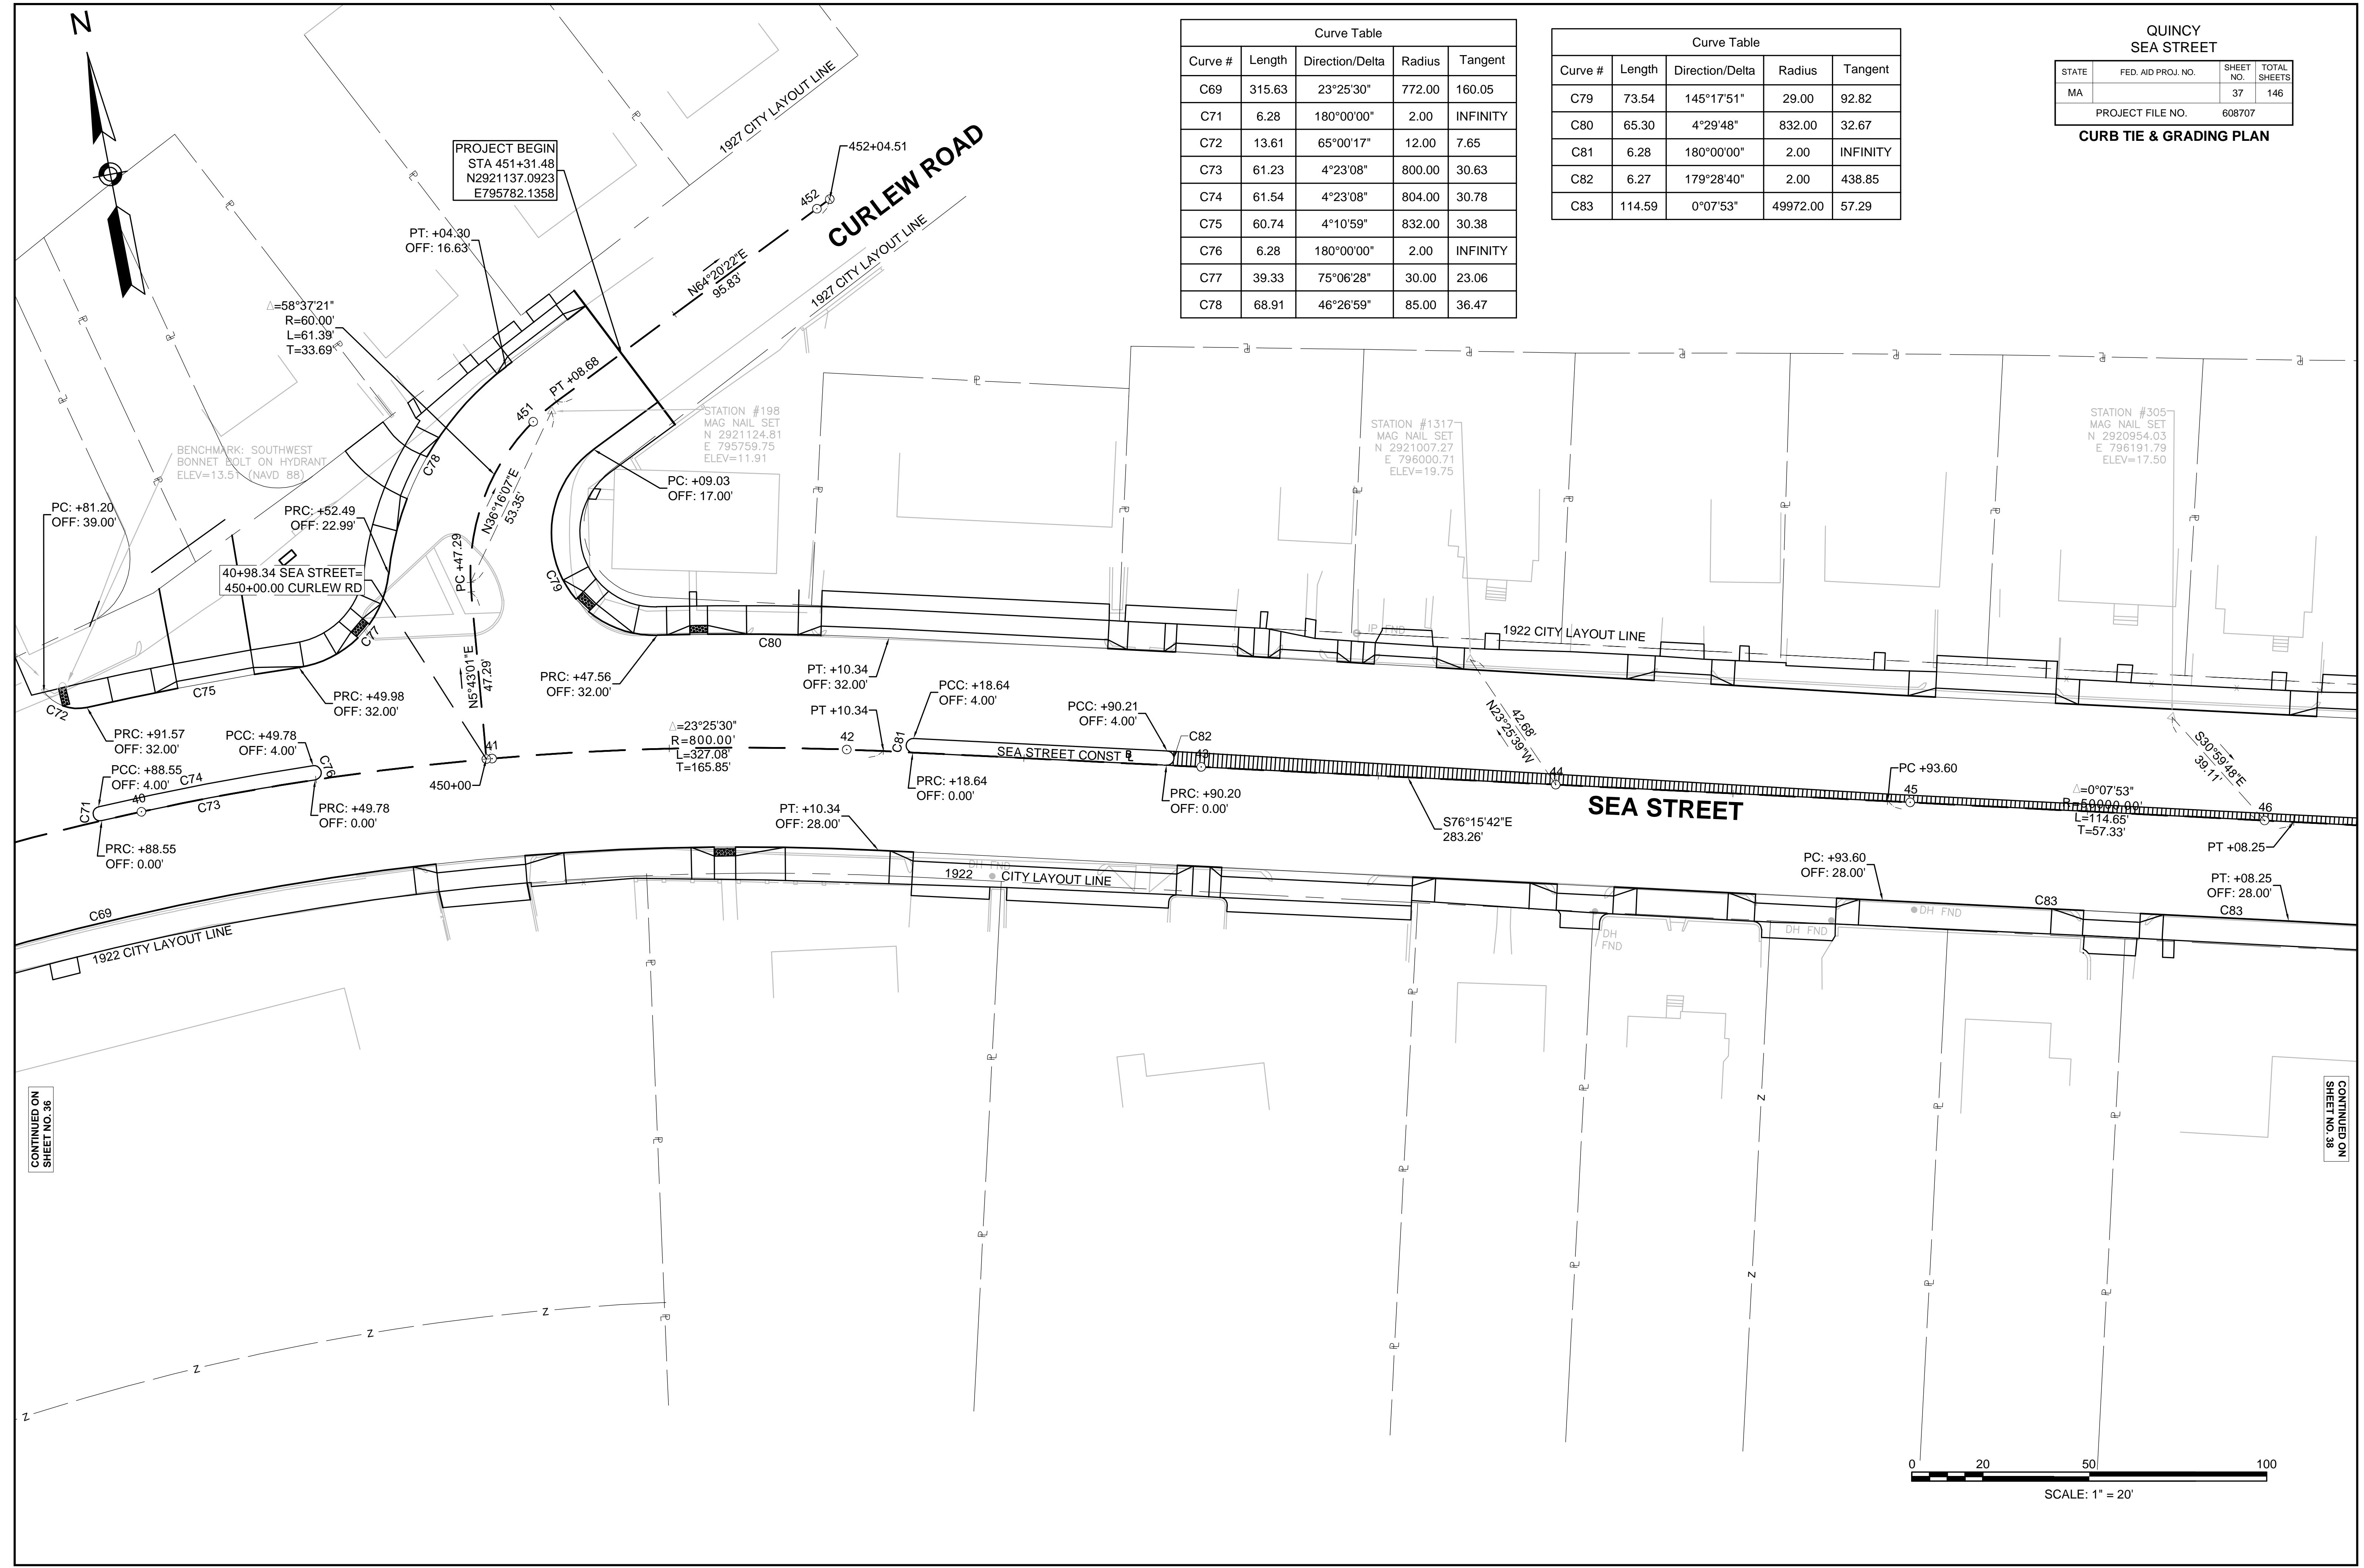 N
QUINCY
SEA STREET
STATE FED. AID PROJ. NO. SHEET NO. TOTAL SHEETS
MA 37 146
PROJECT FILE NO. 608707
CURB TIE & GRADING PLAN
Curve Table
Curve # Length Direction/Delta Radius Tangent
C69 315.63 23°25'30" 772.00 160.05
C71 6.28 180°00'00" 2.00 INFINITY
C72 13.61 65°00'17" 12.00 7.65
C73 61.23 4°23'08" 800.00 30.63
C74 61.54 4°23'08" 804.00 30.78
C75 60.74 4°10'59" 832.00 30.38
C76 6.28 180°00'00" 2.00 INFINITY
C77 39.33 75°06'28" 30.00 23.06
C78 68.91 46°26'59" 85.00 36.47
Curve Table
Curve # Length Direction/Delta Radius Tangent
C79 73.54 145°17'51" 29.00 92.82
C80 65.30 4°29'48" 832.00 32.67
C81 6.28 180°00'00" 2.00 INFINITY
C82 6.27 179°28'40" 2.00 438.85
C83 114.59 0°07'53" 49972.00 57.29
1927 CITY LAYOUT LINE
PROJECT BEGIN
STA 451+31.48
N2921137.0923
E795782.1358
452+04.51
452
CURLEW ROAD
1927 CITY LAYOUT LINE
N64°20'22"E
95.83'
PT: +04.30
OFF: 16.63'
Δ=58°37'21"
R=60.00'
L=61.39'
T=33.69'
PT +08.68
451
STATION #198
MAG NAIL SET
N 2921124.81
E 795759.75
ELEV=11.91
BENCHMARK: SOUTHWEST
BONNET BOLT ON HYDRANT
ELEV=13.51 (NAVD 88)
C78
PC: +09.03
OFF: 17.00'
PC: +81.20
OFF: 39.00'
PRC: +52.49
OFF: 22.99'
N36°16'07"E
53.35'
PC +47.29
40+98.34 SEA STREET=
450+00.00 CURLEW RD
C79
C77
STATION #1317
MAG NAIL SET
N 2921007.27
E 796000.71
ELEV=19.75
STATION #305
MAG NAIL SET
N 2920954.03
E 796191.79
ELEV=17.50
IP FND
1922 CITY LAYOUT LINE
C80
C75
C72
N5°43'01"E
47.29'
PRC: +47.56
OFF: 32.00'
PT: +10.34
OFF: 32.00'
PRC: +49.98
OFF: 32.00'
PRC: +91.57
OFF: 32.00'
PCC: +49.78
OFF: 4.00'
PCC: +88.55
OFF: 4.00'
C74
C76
C71
40
C73
PRC: +49.78
OFF: 0.00'
PRC: +88.55
OFF: 0.00'
41
450+00
Δ=23°25'30"
R=800.00'
L=327.08'
T=165.85'
42
PT +10.34
PCC: +18.64
OFF: 4.00'
C81
PRC: +18.64
OFF: 0.00'
SEA STREET CONST BL
PCC: +90.21
OFF: 4.00'
C82
43
PRC: +90.20
OFF: 0.00'
42.68'
N23°25'39"W
44
SEA STREET
S76°15'42"E
283.26'
PC +93.60
45
Δ=0°07'53"
R=50000.00'
L=114.65'
T=57.33'
S30°59'48"E
39.11'
46
PT +08.25
PT: +10.34
OFF: 28.00'
DH FND
1922 CITY LAYOUT LINE
PC: +93.60
OFF: 28.00'
PT: +08.25
OFF: 28.00'
C83
C83
DH FND
DH FND
DH
FND
C69
1922 CITY LAYOUT LINE
CONTINUED ON
SHEET NO. 36
CONTINUED ON
SHEET NO. 38
Z
Z
Z
Z
Z
Z
0 20 50 100
SCALE: 1" = 20'